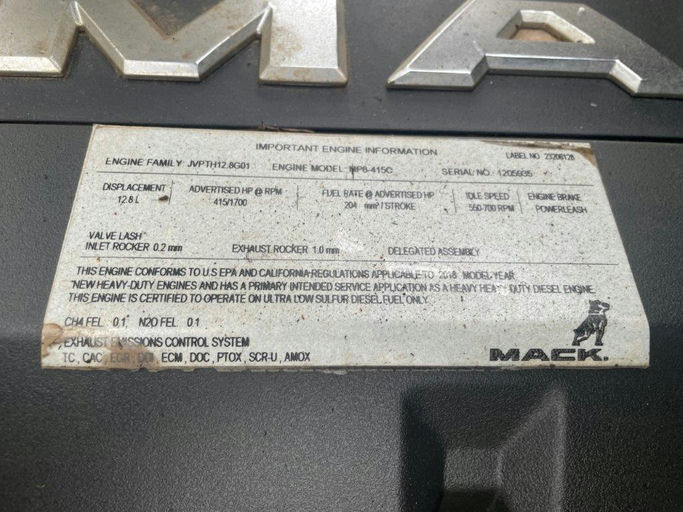 MA
IMPORTANT ENGINE INFORMATION
LABEL NO 23206128
ENGINE FAMILY JVPTH12.8G01 ENGINE MODEL MP8-415C SERIAL NO. 1205935
DISPLACEMENT ADVERTISED HP @ RPM FUEL RATE @ ADVERTISED HP IDLE SPEED ENGINE BRAKE
12.8 L 415/1700 204 mm³ / STROKE 550-700 RPM POWERLEASH
VALVE LASH
INLET ROCKER 0.2 mm EXHAUST ROCKER 1.0 mm DELEGATED ASSEMBLY
THIS ENGINE CONFORMS TO U.S EPA AND CALIFORNIA REGULATIONS APPLICABLE TO 2018 MODEL YEAR
NEW HEAVY-DUTY ENGINES AND HAS A PRIMARY INTENDED SERVICE APPLICATION AS A HEAVY HEAVY DUTY DIESEL ENGINE.
THIS ENGINE IS CERTIFIED TO OPERATE ON ULTRA LOW SULFUR DIESEL FUEL ONLY.
CH4 FEL 0.1 N2O FEL 0.1
EXHAUST EMISSIONS CONTROL SYSTEM
TC, CAC, EGR, DDI, ECM, DOC, PTOX, SCR-U, AMOX
MACK.